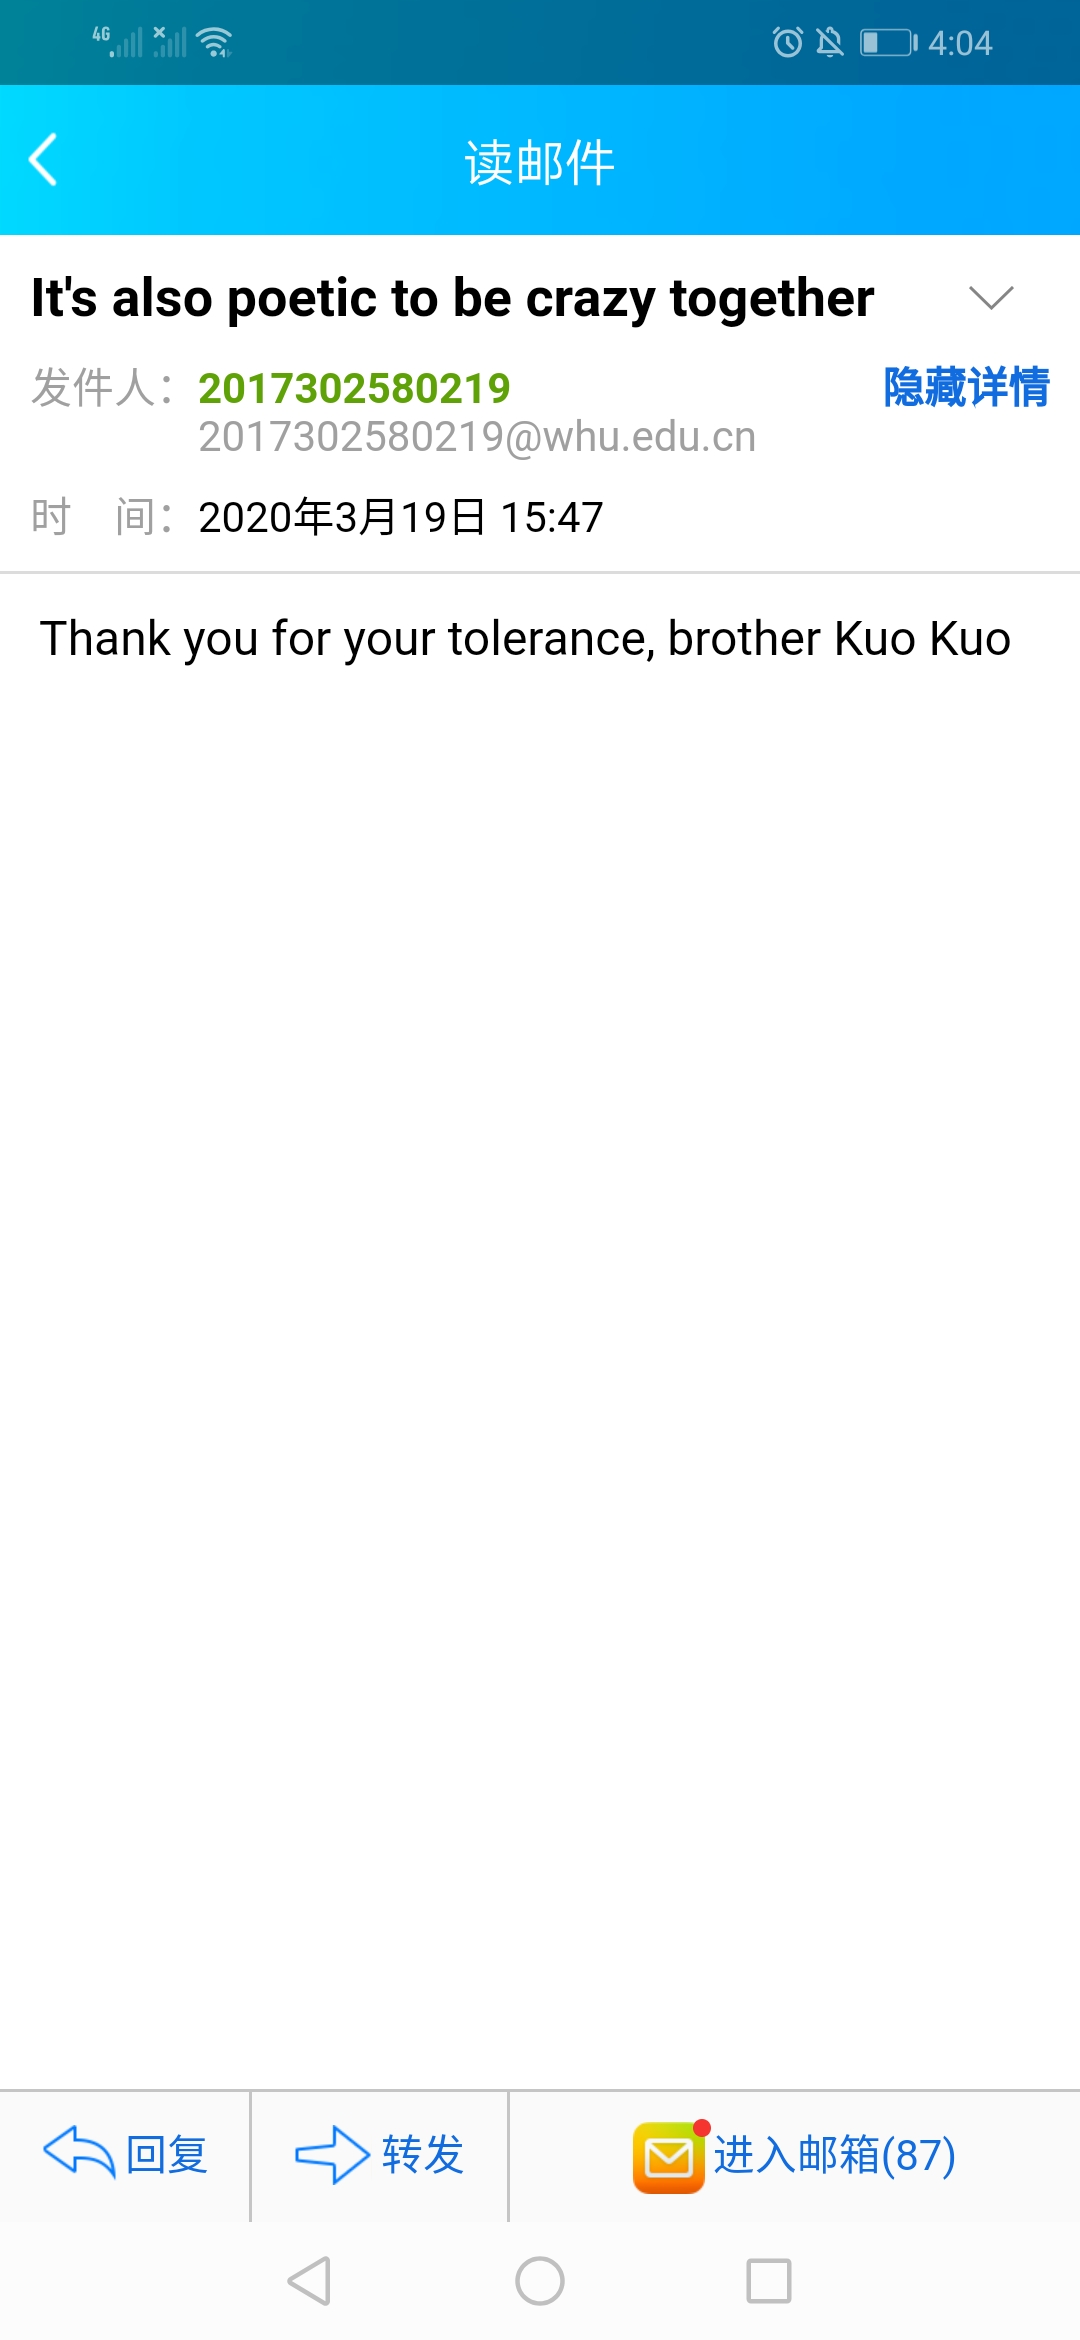 4G 4:04
读邮件
It's also poetic to be crazy together
发件人： 2017302580219 隐藏详情
2017302580219@whu.edu.cn
时 间： 2020年3月19日 15:47
Thank you for your tolerance, brother Kuo Kuo
回复 转发 进入邮箱(87)